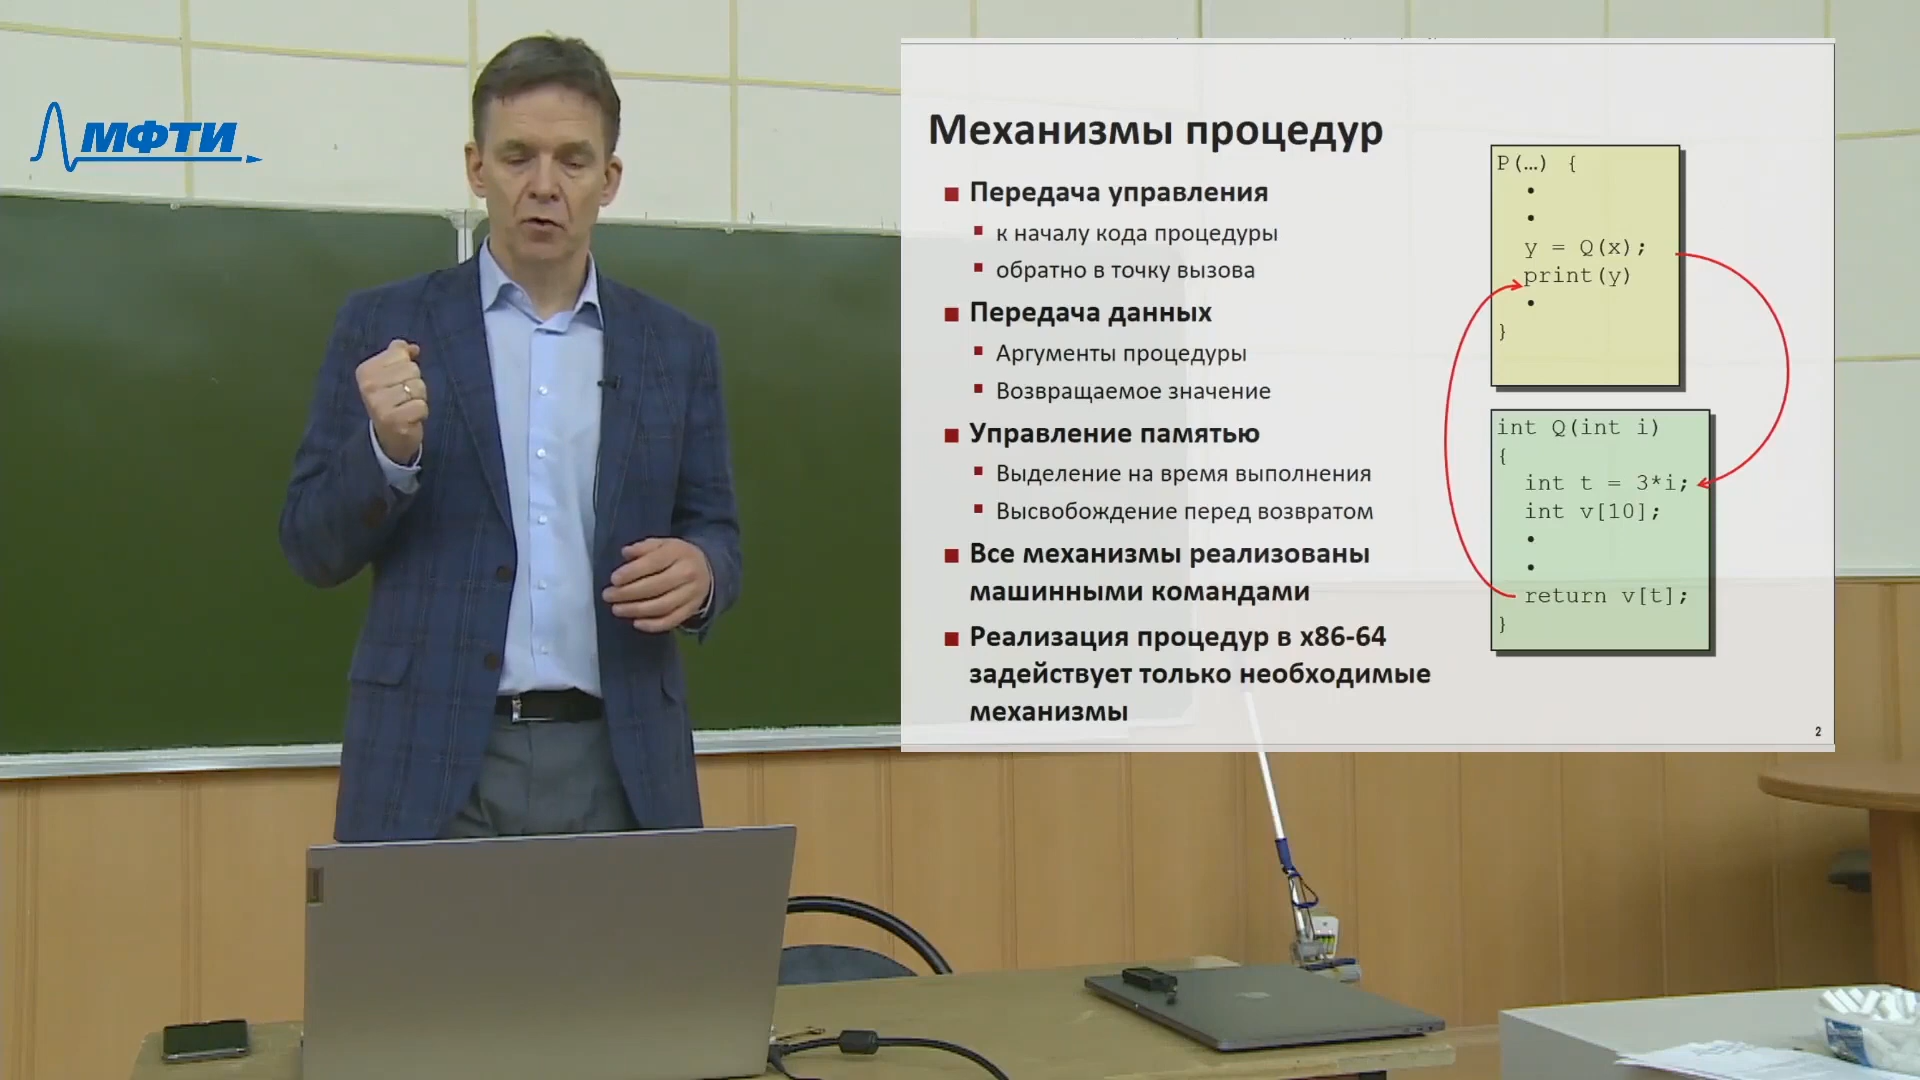 МФТИ
Механизмы процедур
Передача управления
к началу кода процедуры
обратно в точку вызова
Передача данных
Аргументы процедуры
Возвращаемое значение
Управление памятью
Выделение на время выполнения
Высвобождение перед возвратом
Все механизмы реализованы
машинными командами
Реализация процедур в x86-64
задействует только необходимые
механизмы
P(…) {
•
•
y = Q(x);
print(y)
•
}
int Q(int i)
{
int t = 3*i;
int v[10];
•
•
return v[t];
}
2